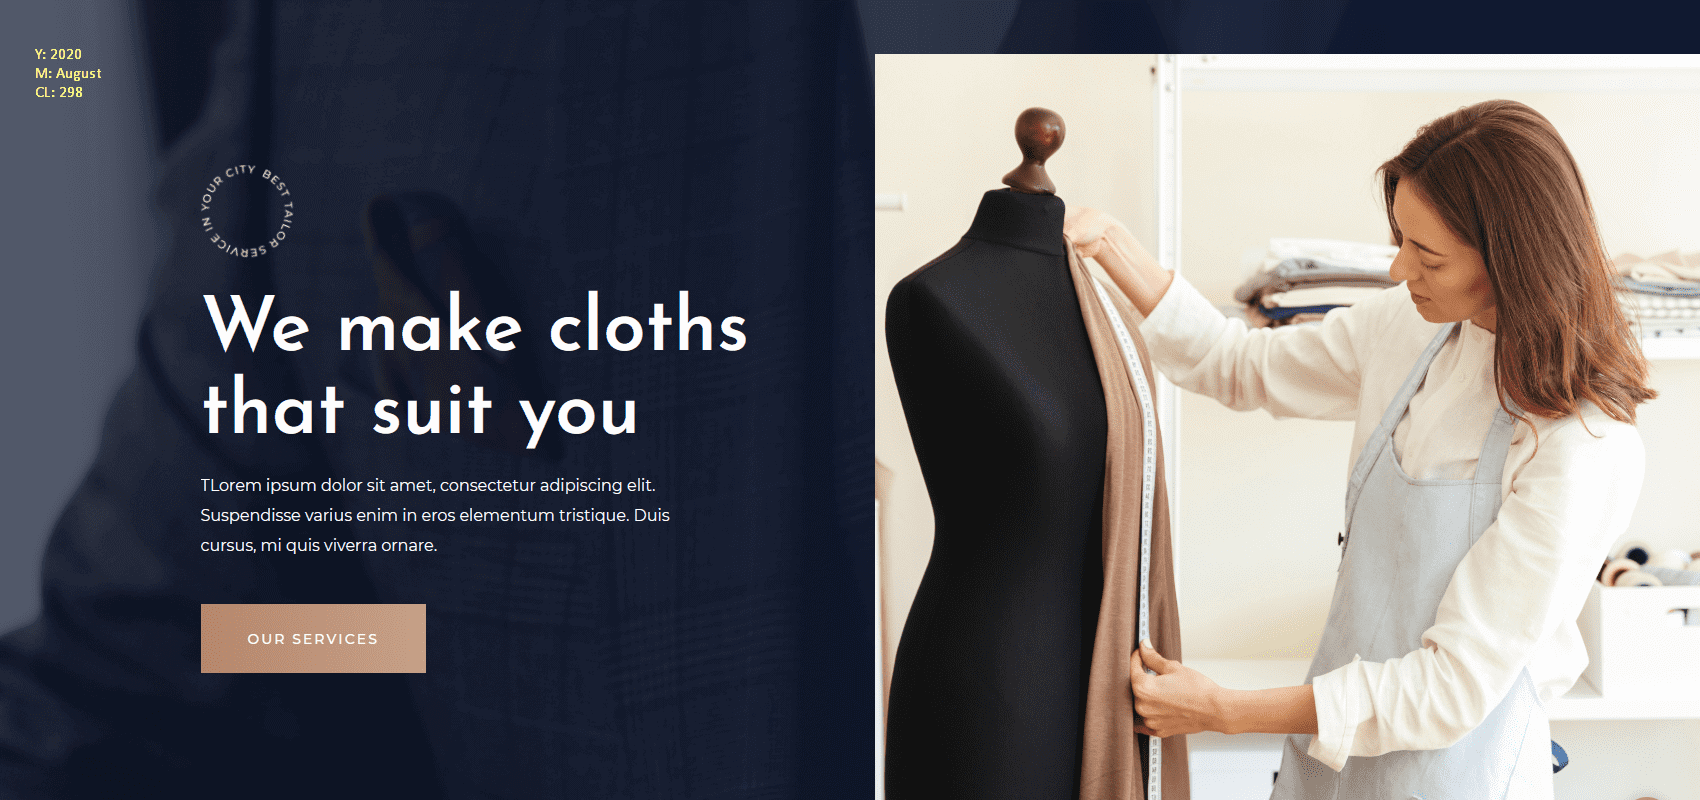 Y: 2020
M: August
CL: 298
BEST TAILOR SERVICE IN YOUR CITY
We make cloths
that suit you
TLorem ipsum dolor sit amet, consectetur adipiscing elit.
Suspendisse varius enim in eros elementum tristique. Duis
cursus, mi quis viverra ornare.
OUR SERVICES